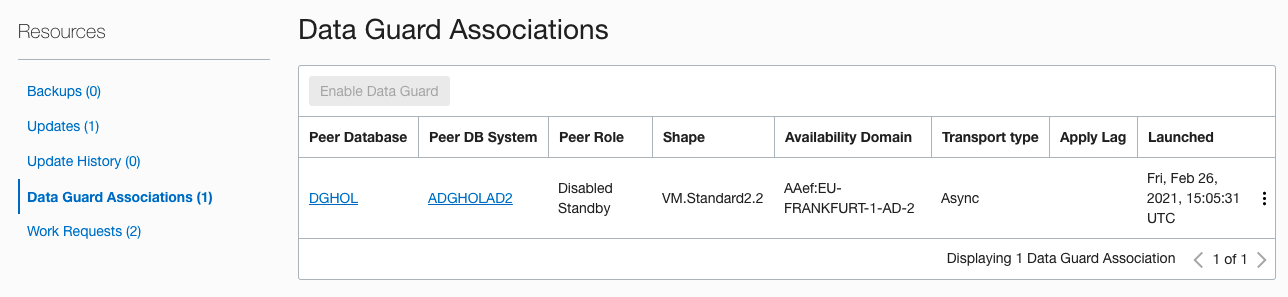 Resources
Backups (0)
Updates (1)
Update History (0)
Data Guard Associations (1)
Work Requests (2)
Data Guard Associations
Enable Data Guard
Peer Database Peer DB System Peer Role Shape Availability Domain Transport type Apply Lag Launched
DGHOL ADGHOLAD2 Disabled Standby VM.Standard2.2 AAef:EU-FRANKFURT-1-AD-2 Async Fri, Feb 26, 2021, 15:05:31 UTC
Displaying 1 Data Guard Association 1 of 1